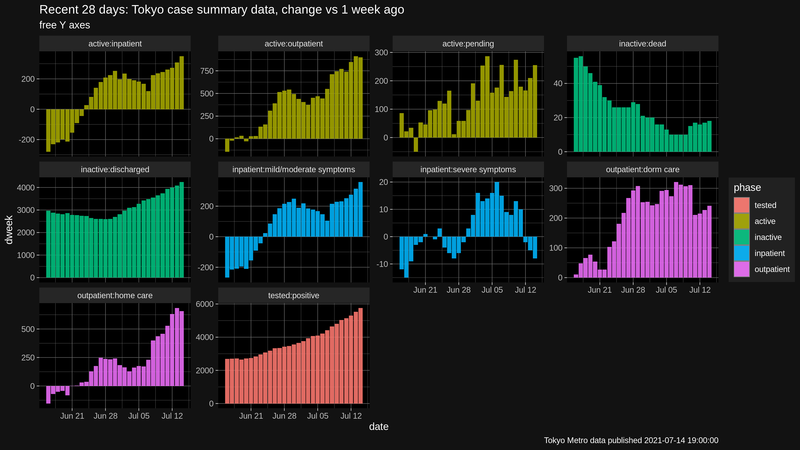 Recent 28 days: Tokyo case summary data, change vs 1 week ago
free Y axes
active:inpatient
active:outpatient
active:pending
inactive:dead
200
0
-200
750
500
250
0
300
200
100
0
40
20
0
inactive:discharged
inpatient:mild/moderate symptoms
inpatient:severe symptoms
outpatient:dorm care
4000
3000
2000
1000
0
200
0
-200
20
10
0
-10
300
200
100
0
Jun 21 Jun 28 Jul 05 Jul 12
Jun 21 Jun 28 Jul 05 Jul 12
outpatient:home care
tested:positive
500
250
0
6000
4000
2000
0
Jun 21 Jun 28 Jul 05 Jul 12
Jun 21 Jun 28 Jul 05 Jul 12
dweek
date
phase
tested
active
inactive
inpatient
outpatient
Tokyo Metro data published 2021-07-14 19:00:00